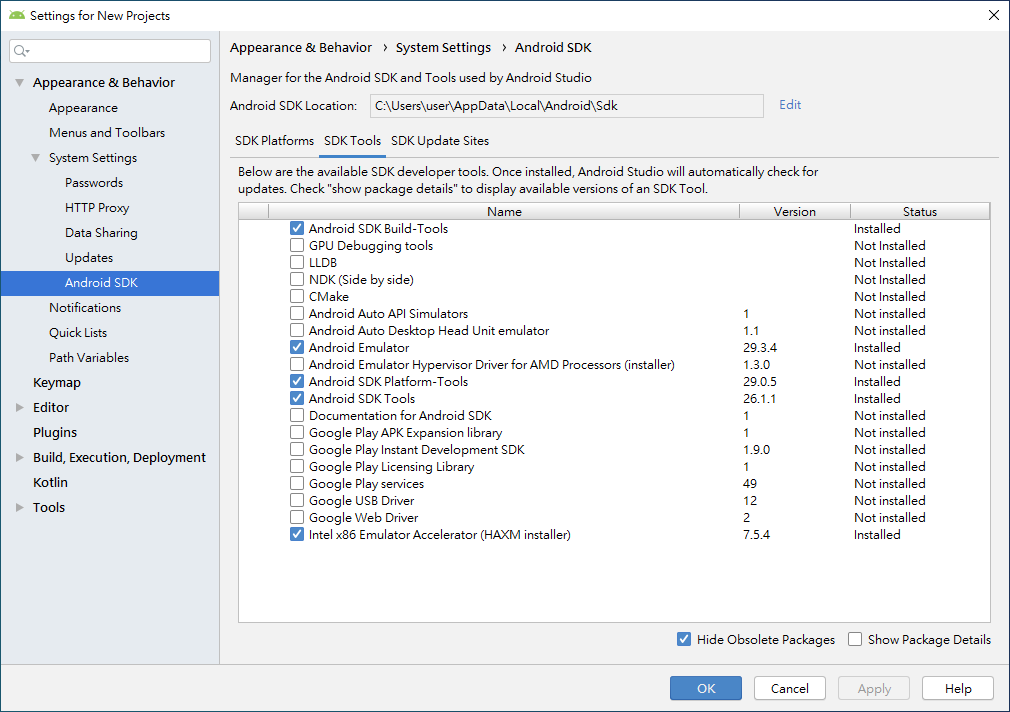 Settings for New Projects
Appearance & Behavior
Appearance
Menus and Toolbars
System Settings
Passwords
HTTP Proxy
Data Sharing
Updates
Android SDK
Notifications
Quick Lists
Path Variables
Keymap
Editor
Plugins
Build, Execution, Deployment
Kotlin
Tools
Appearance & Behavior › System Settings › Android SDK
Manager for the Android SDK and Tools used by Android Studio
Android SDK Location: C:\Users\user\AppData\Local\Android\Sdk Edit
SDK Platforms SDK Tools SDK Update Sites
Below are the available SDK developer tools. Once installed, Android Studio will automatically check for
updates. Check "show package details" to display available versions of an SDK Tool.
Name Version Status
Android SDK Build-Tools Installed
GPU Debugging tools Not Installed
LLDB Not Installed
NDK (Side by side) Not Installed
CMake Not Installed
Android Auto API Simulators 1 Not installed
Android Auto Desktop Head Unit emulator 1.1 Not installed
Android Emulator 29.3.4 Installed
Android Emulator Hypervisor Driver for AMD Processors (installer) 1.3.0 Not installed
Android SDK Platform-Tools 29.0.5 Installed
Android SDK Tools 26.1.1 Installed
Documentation for Android SDK 1 Not installed
Google Play APK Expansion library 1 Not installed
Google Play Instant Development SDK 1.9.0 Not installed
Google Play Licensing Library 1 Not installed
Google Play services 49 Not installed
Google USB Driver 12 Not installed
Google Web Driver 2 Not installed
Intel x86 Emulator Accelerator (HAXM installer) 7.5.4 Installed
Hide Obsolete Packages Show Package Details
OK Cancel Apply Help